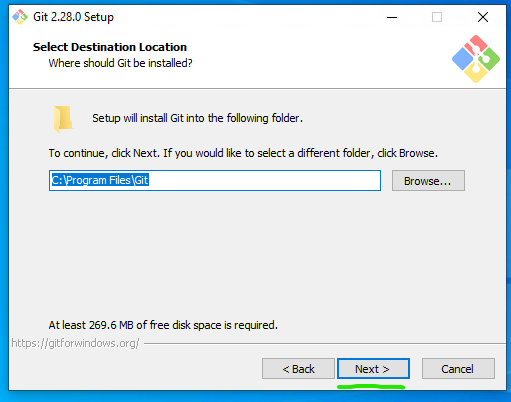 Git 2.28.0 Setup
Select Destination Location
Where should Git be installed?
Setup will install Git into the following folder.
To continue, click Next. If you would like to select a different folder, click Browse.
C:\Program Files\Git
Browse...
At least 269.6 MB of free disk space is required.
https://gitforwindows.org/
< Back
Next >
Cancel